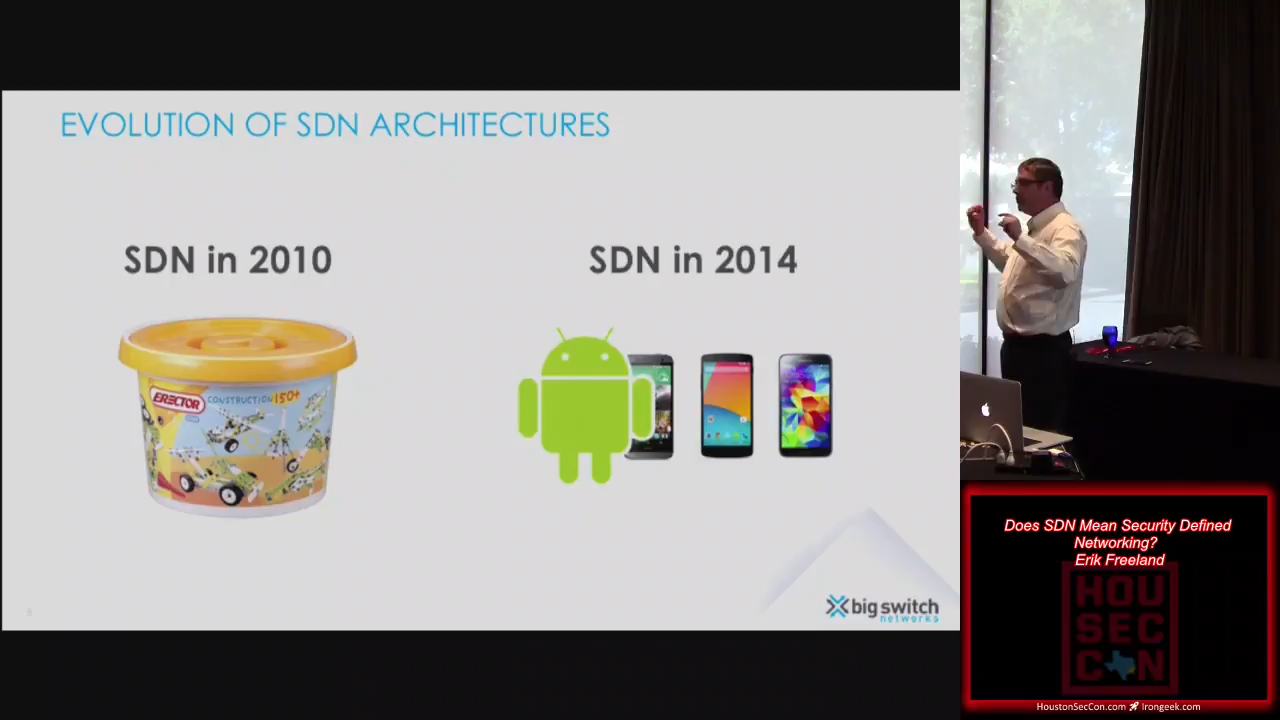 EVOLUTION OF SDN ARCHITECTURES
SDN in 2010
SDN in 2014
ERECTOR
CONSTRUCTION 150+
big switch
networks
Does SDN Mean Security Defined
Networking?
Erik Freeland
HOU
SEC
CON
HoustonSecCon.com Irongeek.com